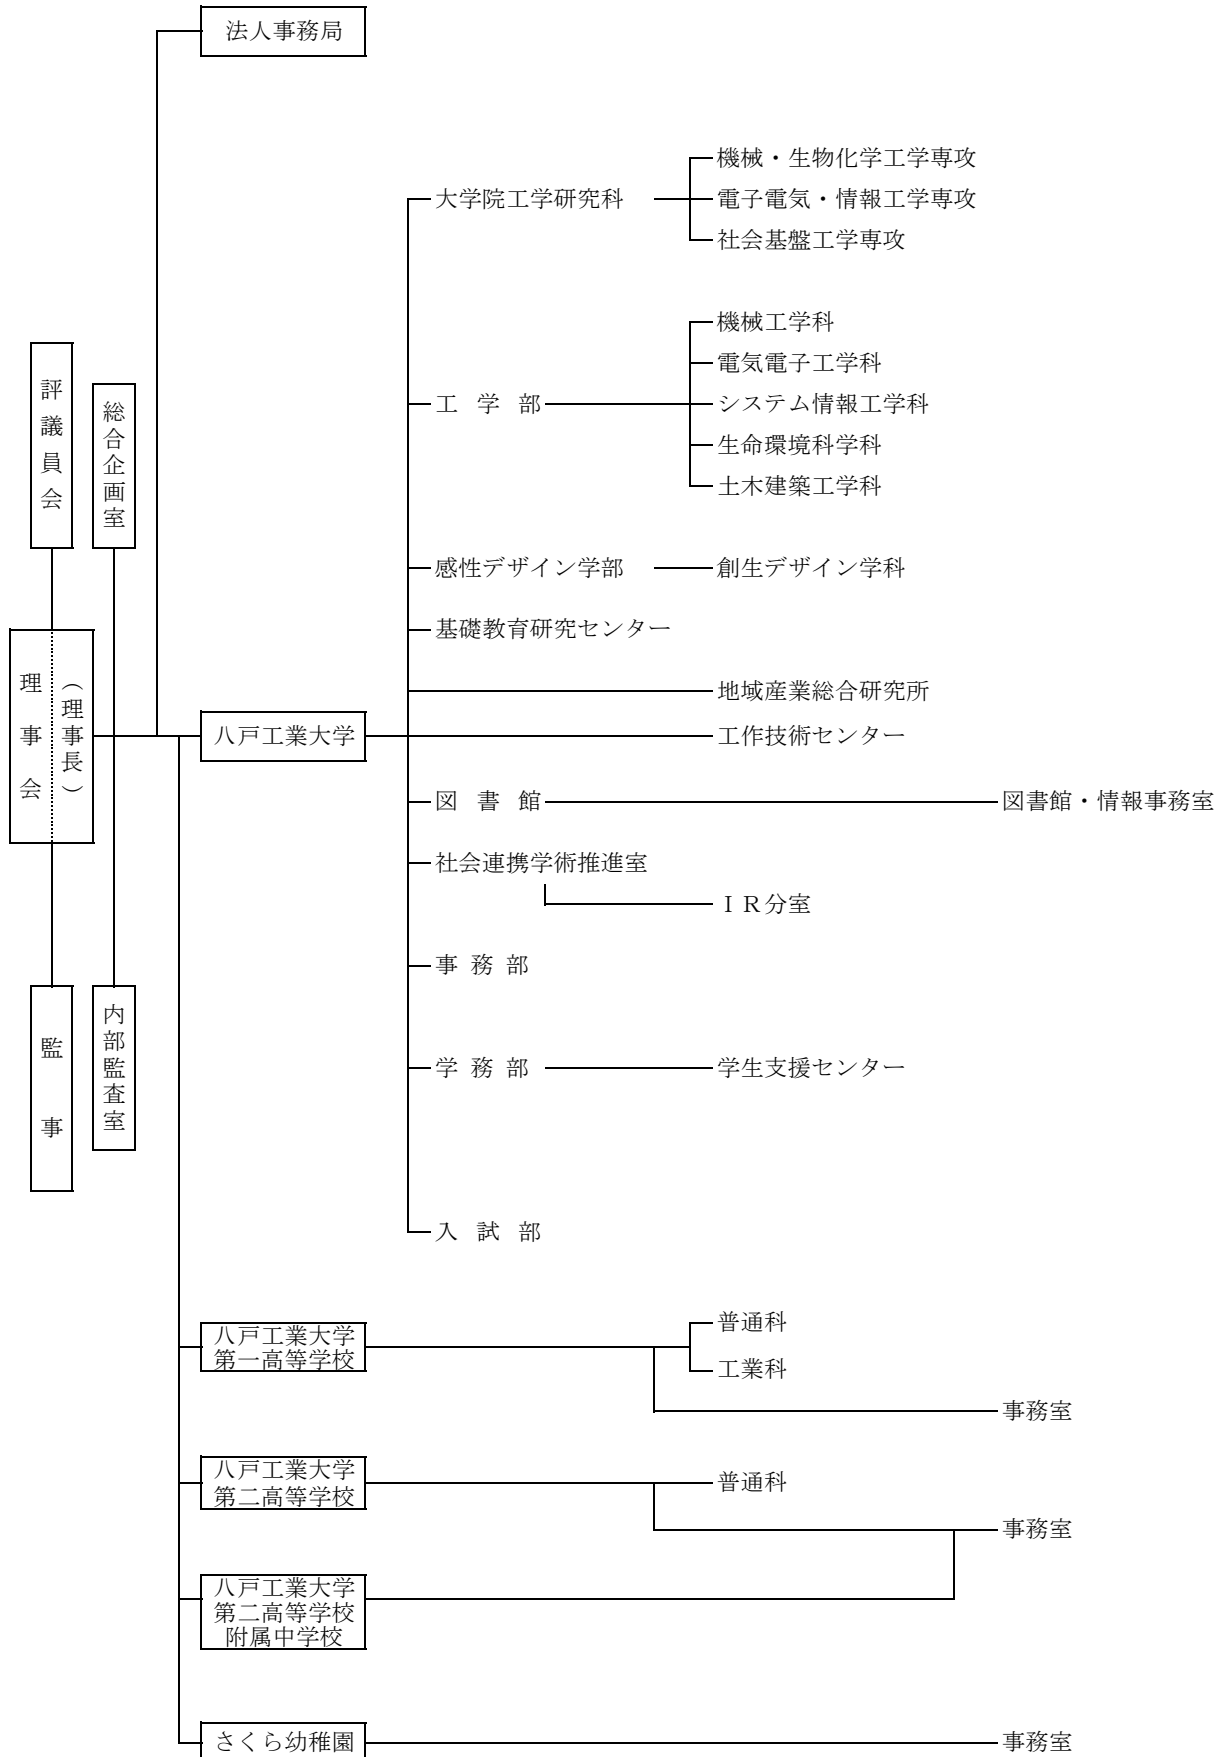 法人事務局
機械・生物化学工学専攻
大学院工学研究科
電子電気・情報工学専攻
社会基盤工学専攻
機械工学科
電気電子工学科
工学部
システム情報工学科
生命環境科学科
土木建築工学科
評議員会
総合企画室
感性デザイン学部
創生デザイン学科
基礎教育研究センター
理事会
（理事長）
地域産業総合研究所
八戸工業大学
工作技術センター
図書館
図書館・情報事務室
社会連携学術推進室
ＩＲ分室
事務部
監事
内部監査室
学務部
学生支援センター
入試部
八戸工業大学
第一高等学校
普通科
工業科
事務室
八戸工業大学
第二高等学校
普通科
事務室
八戸工業大学
第二高等学校
附属中学校
さくら幼稚園
事務室